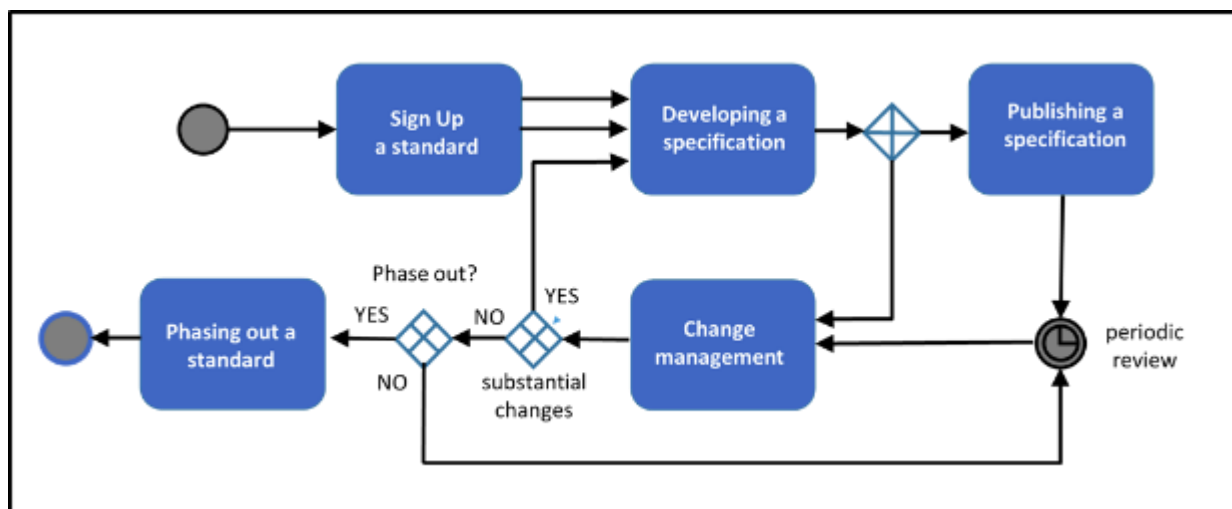 Sign Up
a standard
Developing a
specification
Publishing a
specification
Phase out?
YES
NO
YES
NO
substantial
changes
Phasing out a
standard
Change
management
periodic
review